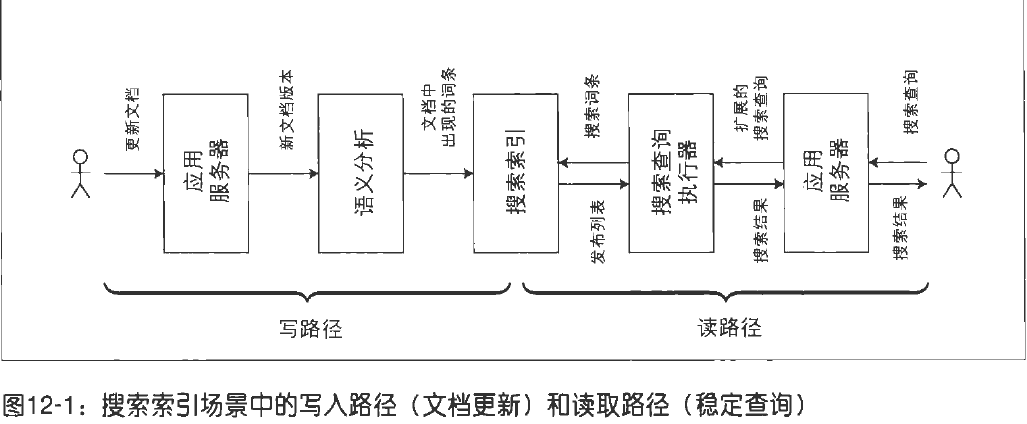 更新文档
应用
服务器
新文档版本
语义分析
文档中
出现的词条
搜索索引
搜索词条
发布列表
搜索查询
执行器
扩展的
搜索查询
搜索结果
应用
服务器
搜索查询
搜索结果
写路径
读路径
图12-1：搜索索引场景中的写入路径（文档更新）和读取路径（稳定查询）